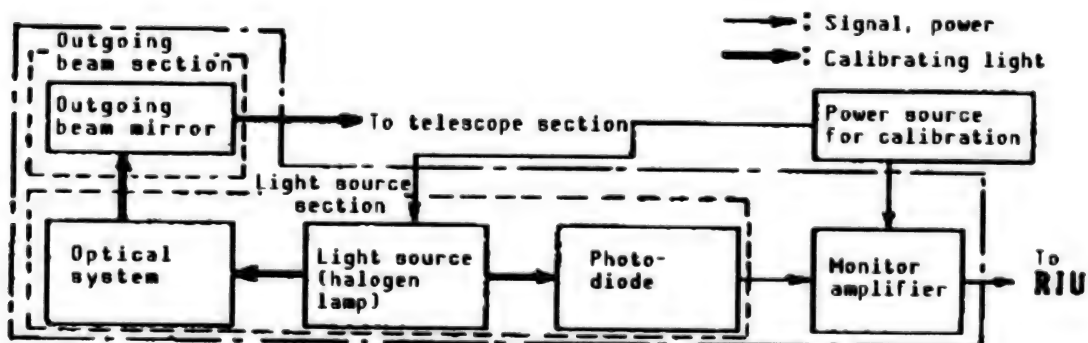 Outgoing
beam section
Outgoing
beam mirror
: Signal, power
: Calibrating light
To telescope section
Power source
for calibration
Light source
section
Optical
system
Light source
(halogen
lamp)
Photo-
diode
Monitor
amplifier
To
RIU